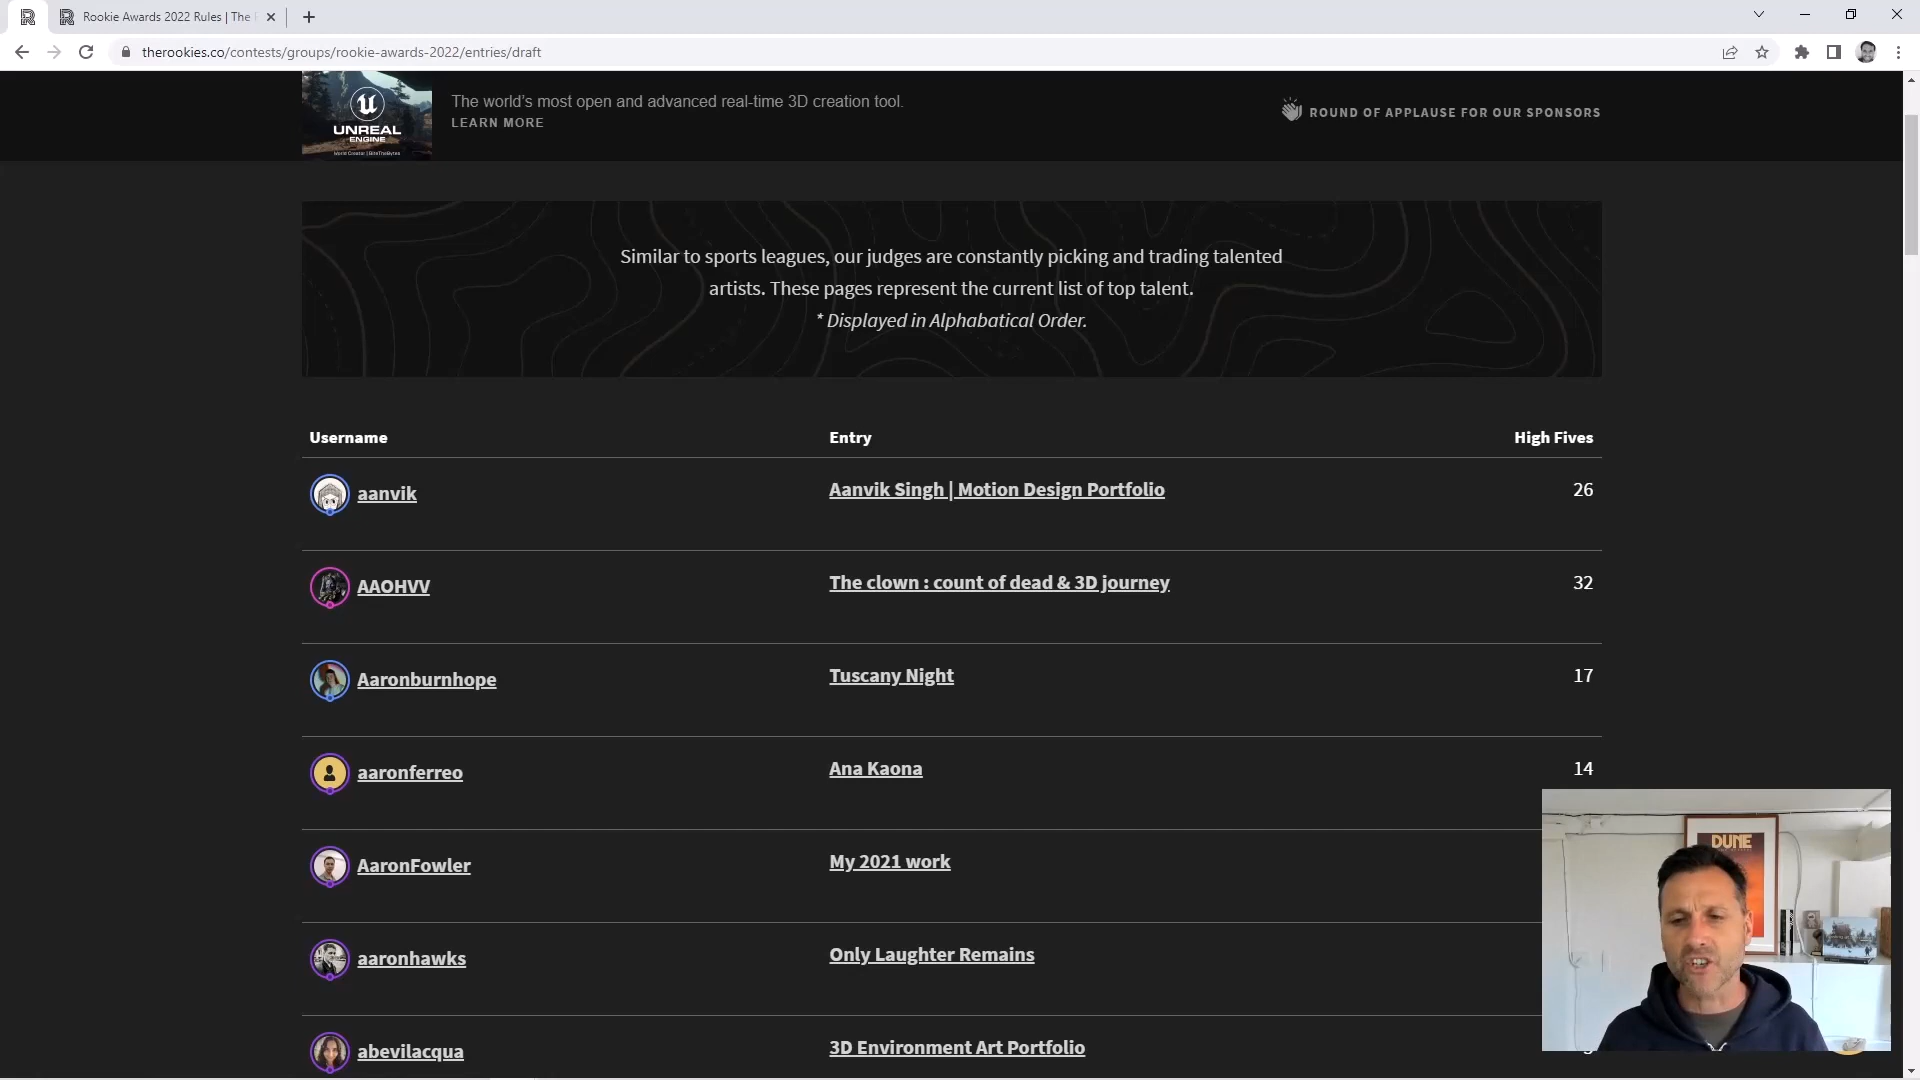 Rookie Awards 2022 Rules | The
therookies.co/contests/groups/rookie-awards-2022/entries/draft
UNREAL
ENGINE
The world's most open and advanced real-time 3D creation tool.
LEARN MORE
ROUND OF APPLAUSE FOR OUR SPONSORS
Similar to sports leagues, our judges are constantly picking and trading talented
artists. These pages represent the current list of top talent.
* Displayed in Alphabatical Order.
Username Entry High Fives
aanvik Aanvik Singh | Motion Design Portfolio 26
AAOHVV The clown : count of dead & 3D journey 32
Aaronburnhope Tuscany Night 17
aaronferreo Ana Kaona 14
AaronFowler My 2021 work
aaronhawks Only Laughter Remains
abevilacqua 3D Environment Art Portfolio
DUNE